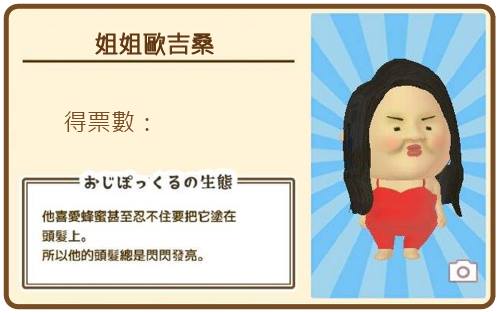 姐姐歐吉桑
得票數：
おじぽっくるの生態
他喜愛蜂蜜甚至忍不住要把它塗在
頭髮上。
所以他的頭髮總是閃閃發亮。